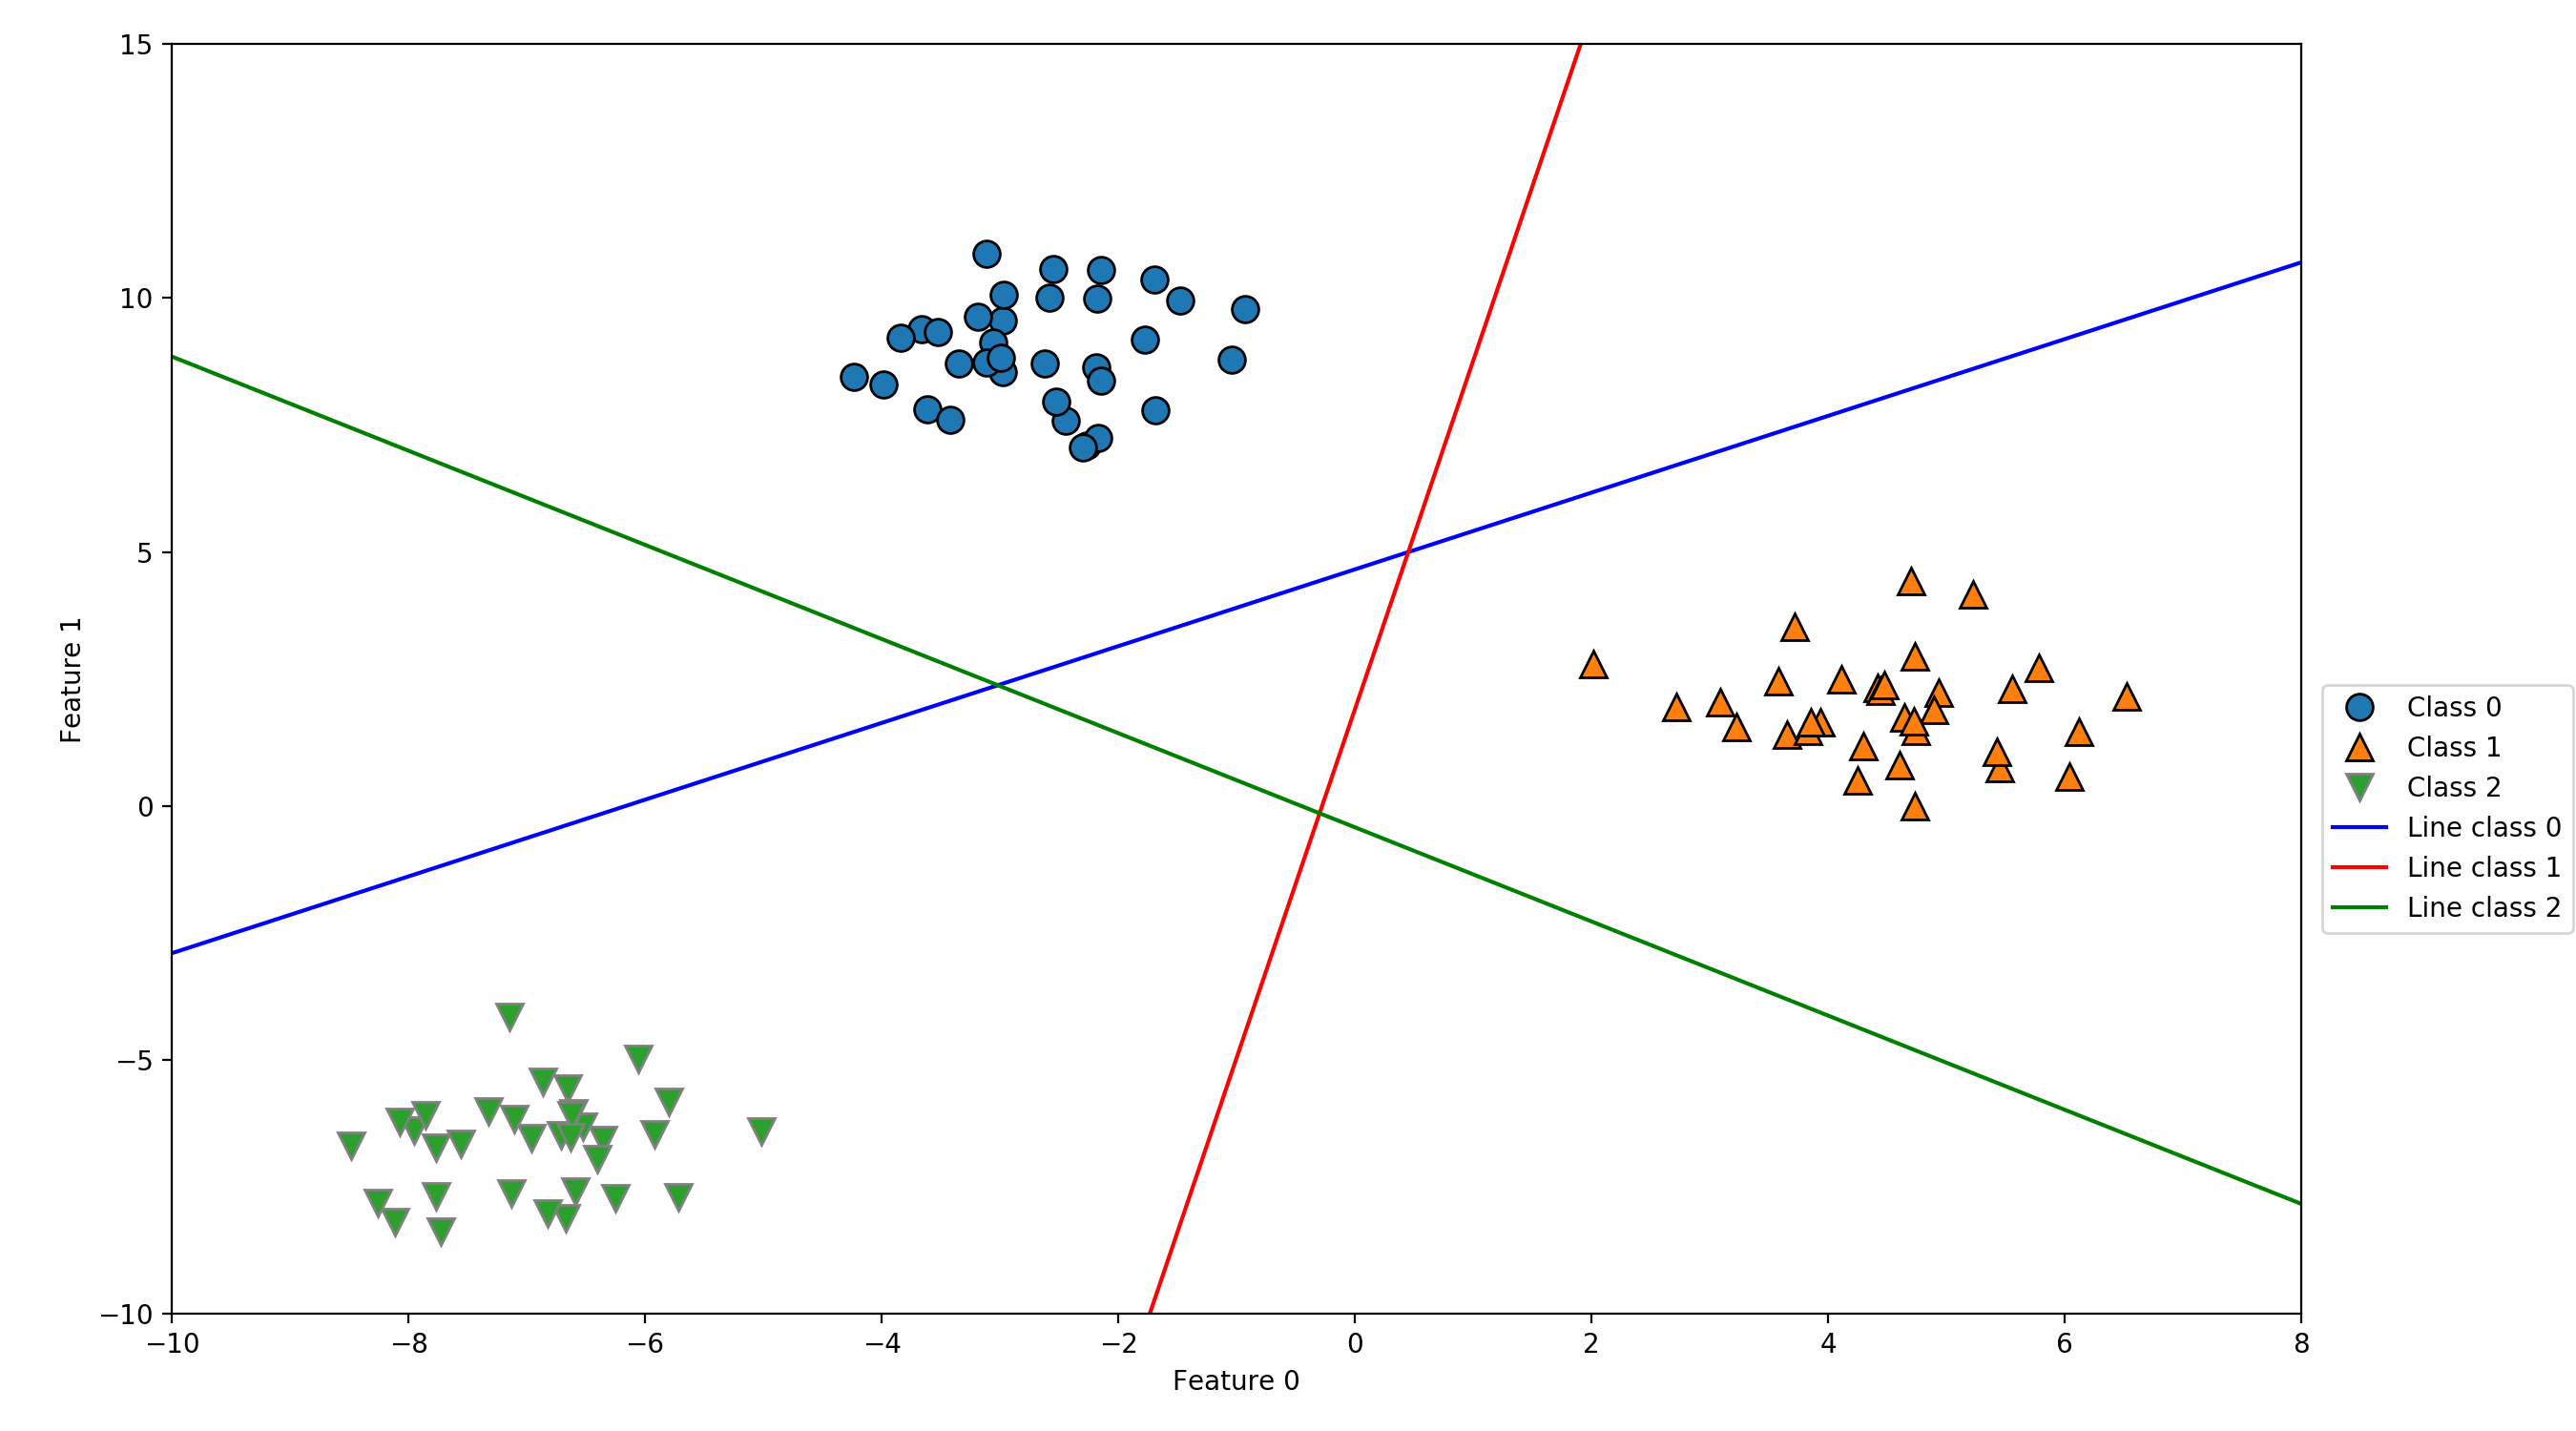 15
10
5
0
−5
−10
Feature 1
−10 −8 −6 −4 −2 0 2 4 6 8
Feature 0
Class 0
Class 1
Class 2
Line class 0
Line class 1
Line class 2